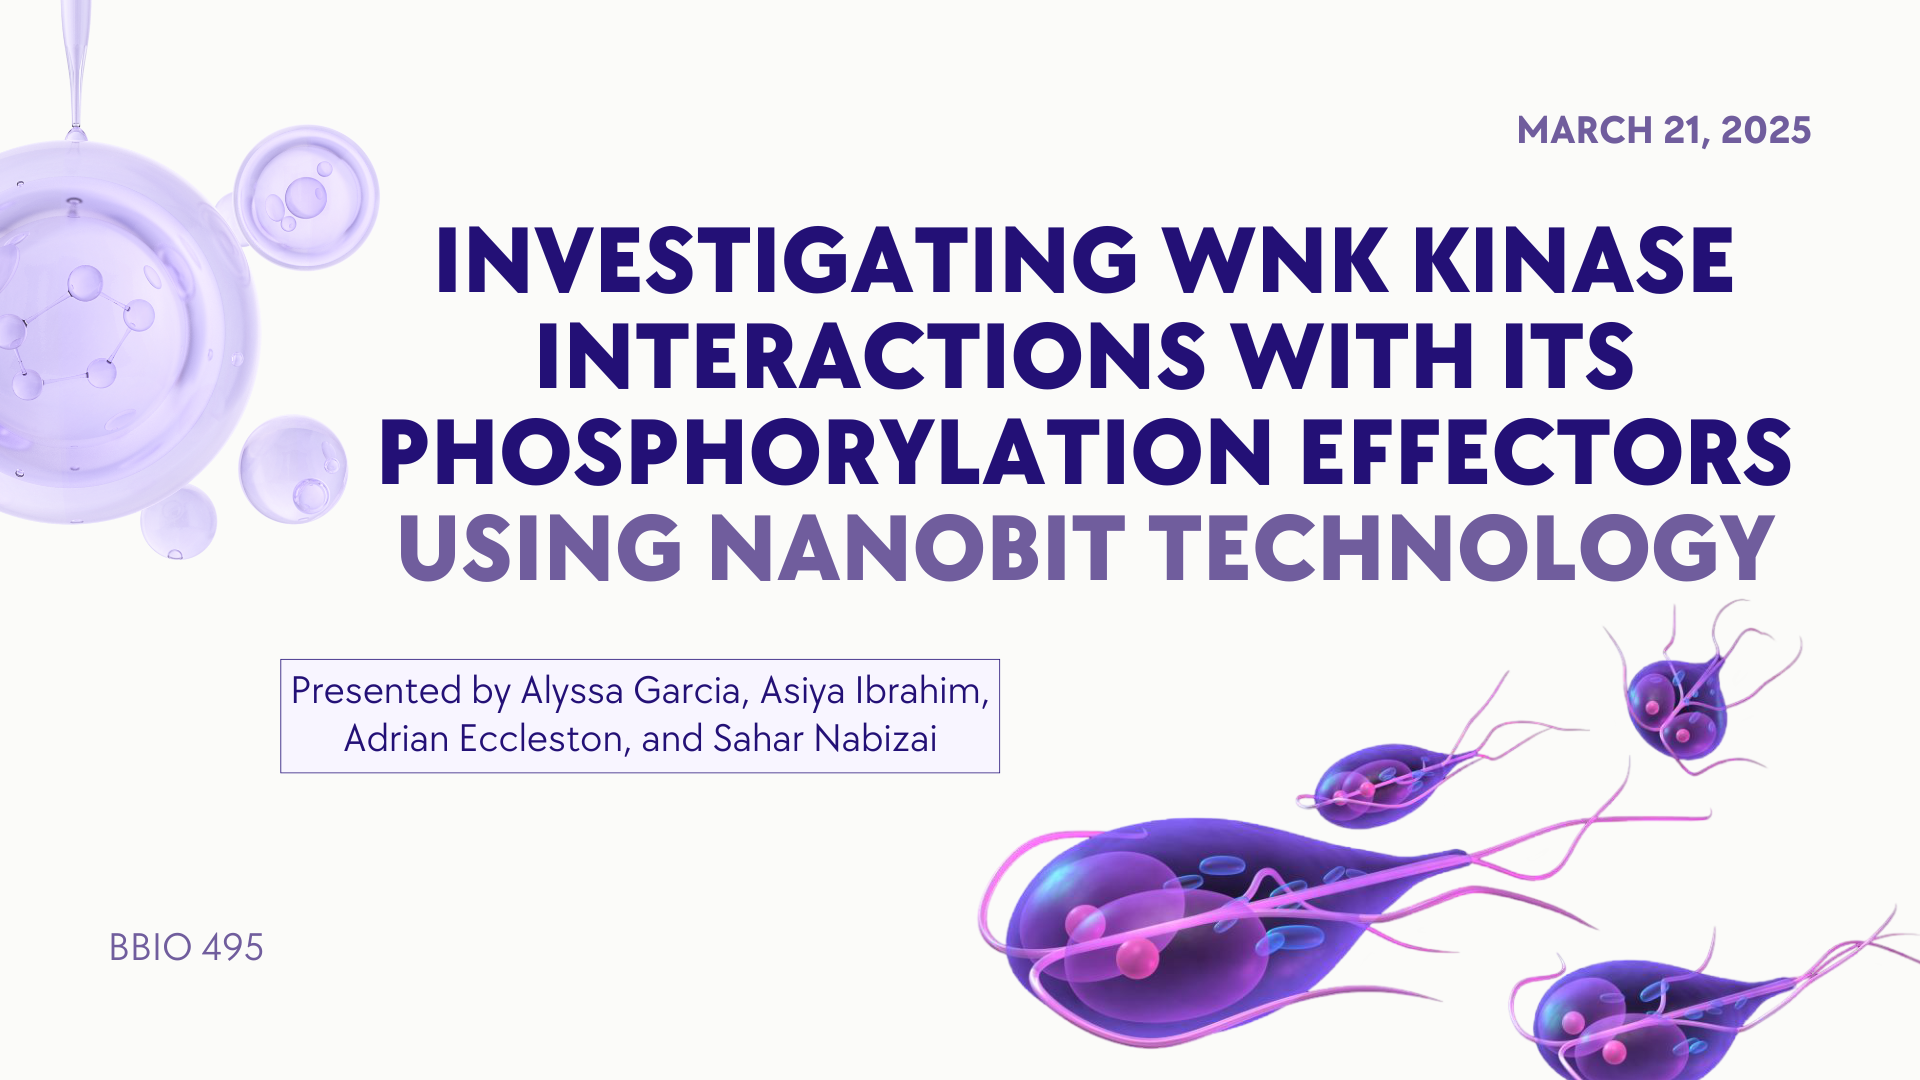 MARCH 21, 2025
INVESTIGATING WNK KINASE
INTERACTIONS WITH ITS
PHOSPHORYLATION EFFECTORS
USING NANOBIT TECHNOLOGY
Presented by Alyssa Garcia, Asiya Ibrahim,
Adrian Eccleston, and Sahar Nabizai
BBIO 495